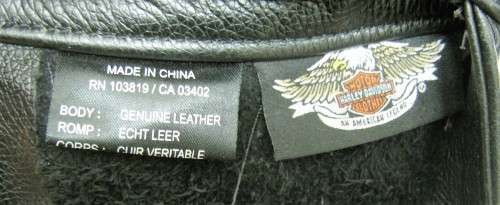 MADE IN CHINA
RN 103819 / CA 03402
BODY: GENUINE LEATHER
ROMP: ECHT LEER
CORPS: CUIR VERITABLE
MOTOR
HARLEY-DAVIDSON
CLOTHES
AN AMERICAN LEGEND
®